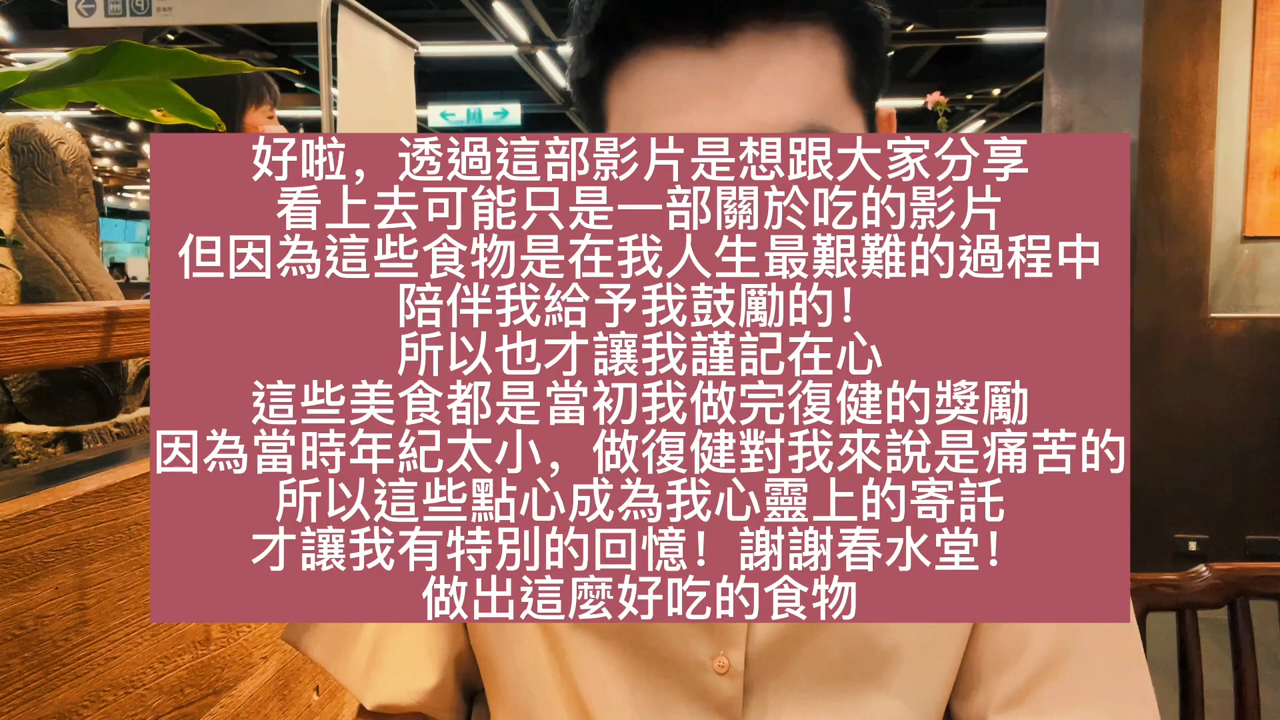 好啦，透過這部影片是想跟大家分享
看上去可能只是一部關於吃的影片
但因為這些食物是在我人生最艱難的過程中
陪伴我給予我鼓勵的！
所以也才讓我謹記在心
這些美食都是當初我做完復健的獎勵
因為當時年紀太小，做復健對我來說是痛苦的
所以這些點心成為我心靈上的寄託
才讓我有特別的回憶！謝謝春水堂！
做出這麼好吃的食物